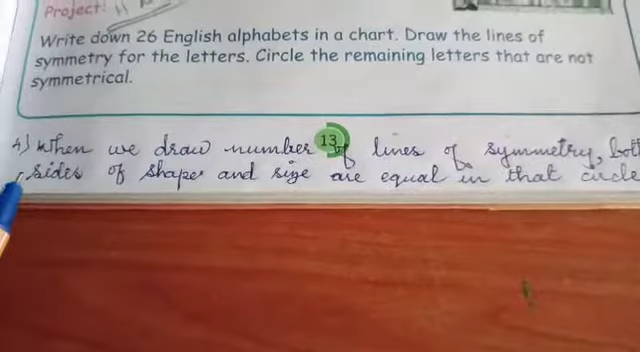 Project:
Write down 26 English alphabets in a chart. Draw the lines of
symmetry for the letters. Circle the remaining letters that are not
symmetrical.
13
4) When we draw number of lines of symmetry, both
sides of shapes and size are equal in that circle